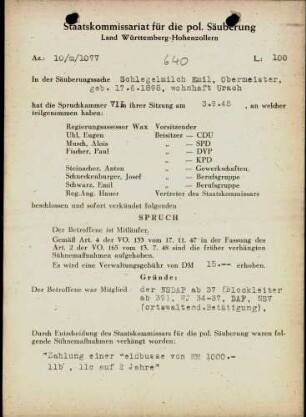 Staatskommissariat für die pol. Säuberung
Land Württemberg-Hohenzollern
Az.: 10/m/1077
640
L.: 100
In der Säuberungssache Schlegelmilch Emil, Obermeister,
geb. 17.6.1898, wohnhaft Urach
hat die Spruchkammer VII in ihrer Sitzung am 3.9.48 , an welcher
teilgenommen haben:
Regierungsassessor Wax Vorsitzender
Uhl, Eugen Beisitzer — CDU
Musch, Alois „ — SPD
Fischer, Paul „ — DVP
„ — KPD
Steinacher, Anton „ — Gewerkschaften.
Schneckenburger, Josef „ — Berufsgruppe
Schwarz, Emil „ — Berufsgruppe
Reg.Ang. Hauer Vertreter des Staatskommissars
beschlossen und sofort verkündet folgenden
SPRUCH
Der Betroffene ist Mitläufer.
Gemäß Art. 4 der VO. 133 vom 17. 11. 47 in der Fassung des
Art. 2 der VO. 165 vom 13. 7. 48 sind die früher verhängten
Sühnemaßnahmen aufgehoben.
Es wird eine Verwaltungsgebühr von DM 15.-- erhoben.
Gründe:
Der Betroffene war Mitglied der NSDAP ab 37 (Blockleiter
ab 39), HJ 34-37, DAF, NSV
(ortswaltend.Betätigung),
Durch Entscheidung des Staatskommissars für die pol. Säuberung waren folgende
Sühnemaßnahmen verhängt worden:
"Zahlung einer Geldbusse von RM 1000.-
11b , 11c auf 2 Jahre"